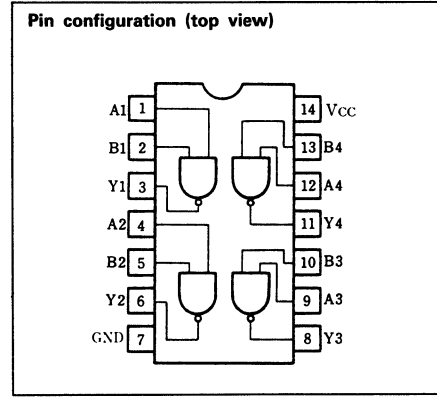 Pin configuration (top view)
A1 1 14 VCC
B1 2 13 B4
Y1 3 12 A4
A2 4 11 Y4
B2 5 10 B3
Y2 6 9 A3
GND 7 8 Y3